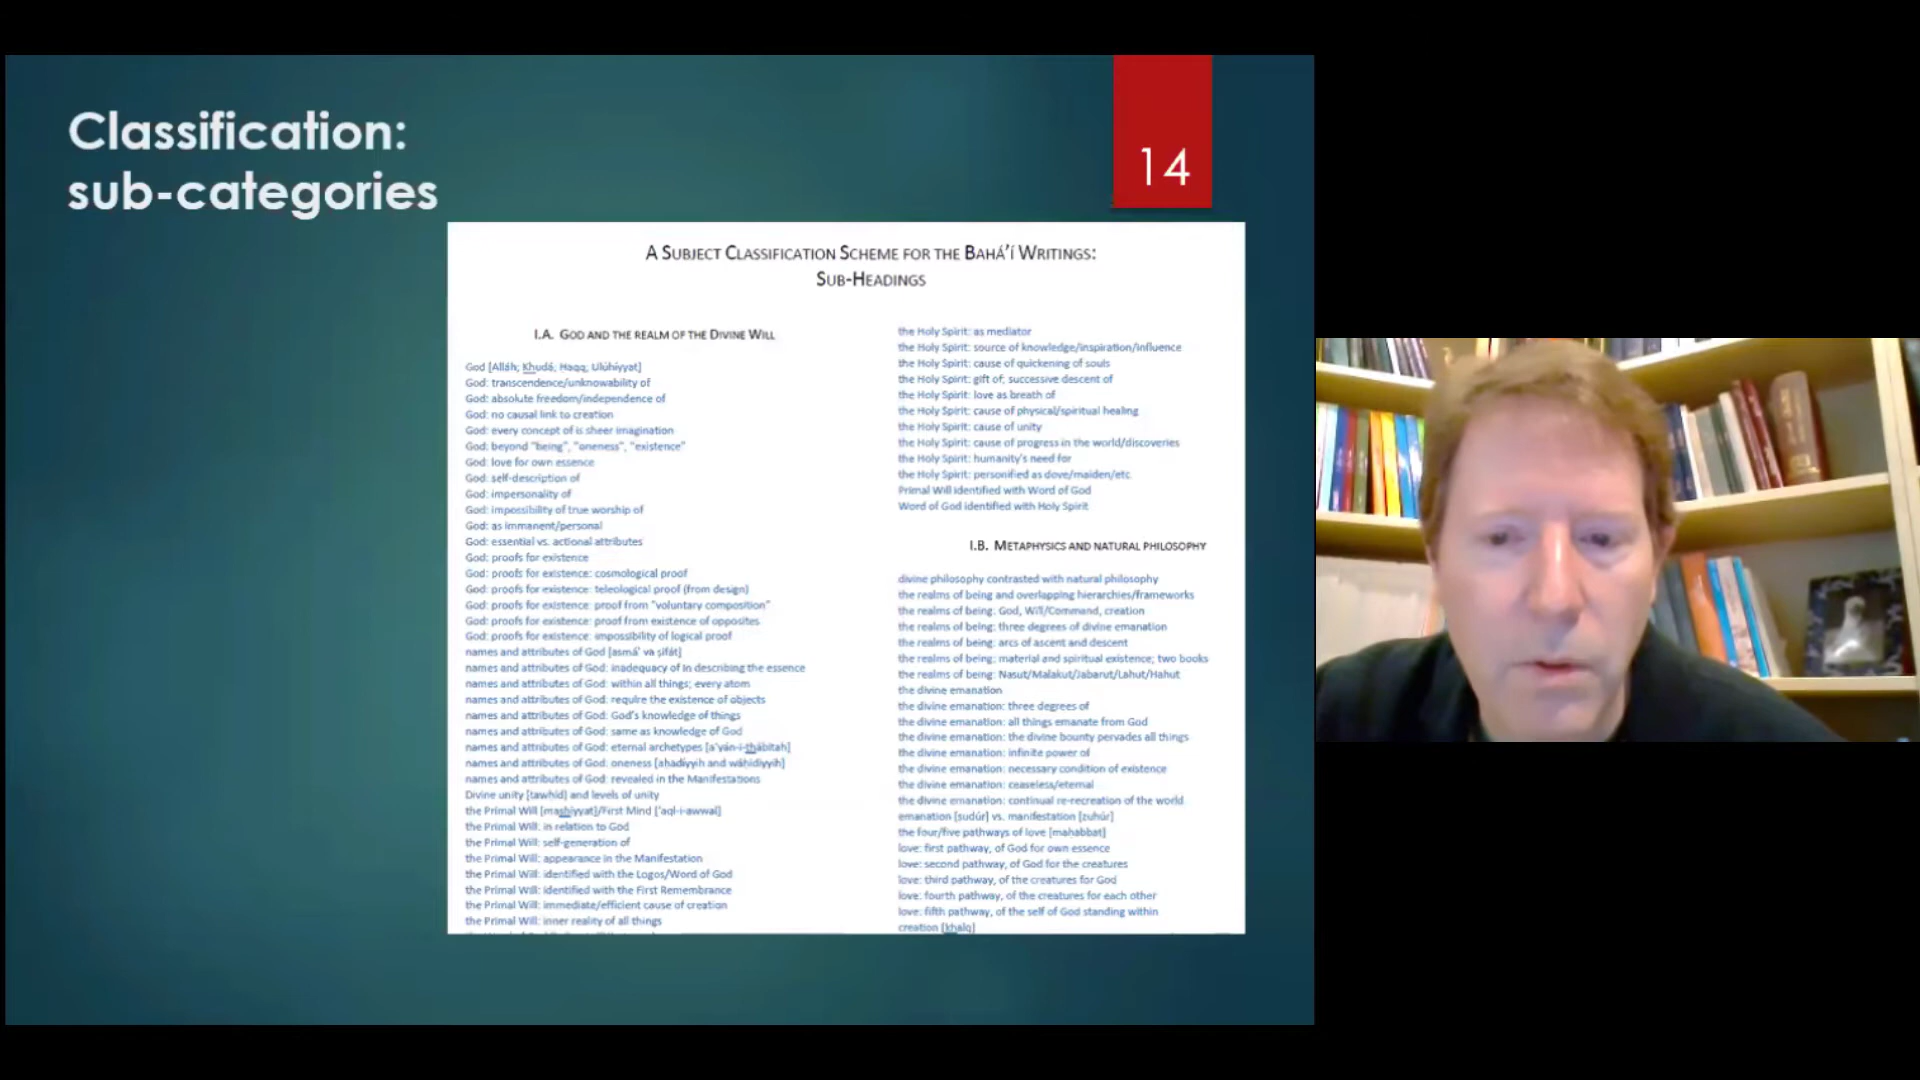 Classification:
sub-categories
14
A Subject Classification Scheme for the Bahá’í Writings:
Sub-Headings
I.A. God and the realm of the Divine Will
God [Alláh; Khudá; Haqq; Ulúhiyyat]
God: transcendence/unknowability of
God: absolute freedom/independence of
God: no causal link to creation
God: every concept of is sheer imagination
God: beyond "being", "oneness", "existence"
God: love for own essence
God: self-description of
God: impersonality of
God: impossibility of true worship of
God: as immanent/personal
God: essential vs. actional attributes
God: proofs for existence
God: proofs for existence: cosmological proof
God: proofs for existence: teleological proof (from design)
God: proofs for existence: proof from "voluntary composition"
God: proofs for existence: proof from existence of opposites
God: proofs for existence: impossibility of logical proof
names and attributes of God [asmá' va ṣifát]
names and attributes of God: inadequacy of in describing the essence
names and attributes of God: within all things; every atom
names and attributes of God: require the existence of objects
names and attributes of God: God's knowledge of things
names and attributes of God: same as knowledge of God
names and attributes of God: eternal archetypes [a'yán-i-thábitah]
names and attributes of God: oneness [ahadíyyih and wáhidíyyih]
names and attributes of God: revealed in the Manifestations
Divine unity [tawhíd] and levels of unity
the Primal Will [mashíyyat]/First Mind ['aql-i-awwal]
the Primal Will: in relation to God
the Primal Will: self-generation of
the Primal Will: appearance in the Manifestation
the Primal Will: identified with the Logos/Word of God
the Primal Will: identified with the First Remembrance
the Primal Will: immediate/efficient cause of creation
the Primal Will: inner reality of all things
the Holy Spirit: as mediator
the Holy Spirit: source of knowledge/inspiration/influence
the Holy Spirit: cause of quickening of souls
the Holy Spirit: gift of; successive descent of
the Holy Spirit: love as breath of
the Holy Spirit: cause of physical/spiritual healing
the Holy Spirit: cause of unity
the Holy Spirit: cause of progress in the world/discoveries
the Holy Spirit: humanity's need for
the Holy Spirit: personified as dove/maiden/etc.
Primal Will identified with Word of God
Word of God identified with Holy Spirit
I.B. Metaphysics and natural philosophy
divine philosophy contrasted with natural philosophy
the realms of being and overlapping hierarchies/frameworks
the realms of being: God, Will/Command, creation
the realms of being: three degrees of divine emanation
the realms of being: arcs of ascent and descent
the realms of being: material and spiritual existence; two books
the realms of being: Nasut/Malakut/Jabarut/Lahut/Hahut
the divine emanation
the divine emanation: three degrees of
the divine emanation: all things emanate from God
the divine emanation: the divine bounty pervades all things
the divine emanation: infinite power of
the divine emanation: necessary condition of existence
the divine emanation: ceaseless/eternal
the divine emanation: continual re-recreation of the world
emanation [sudúr] vs. manifestation [zuhúr]
the four/five pathways of love [mahabbat]
love: first pathway, of God for own essence
love: second pathway, of God for the creatures
love: third pathway, of the creatures for God
love: fourth pathway, of the creatures for each other
love: fifth pathway, of the self of God standing within
creation [khalq]